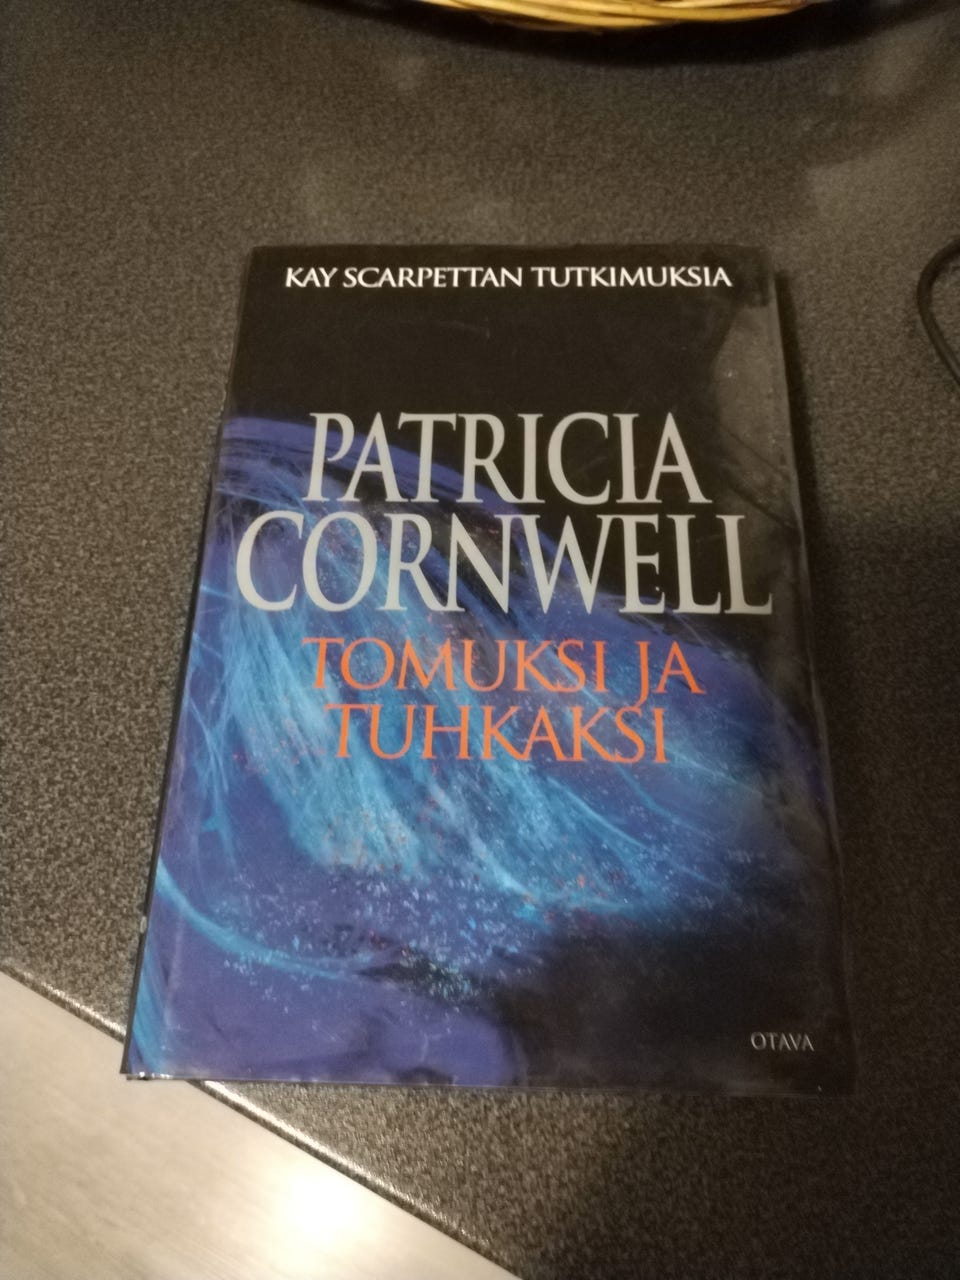 KAY SCARPETTAN TUTKIMUKSIA
PATRICIA
CORNWELL
TOMUKSI JA
TUHKAKSI
OTAVA